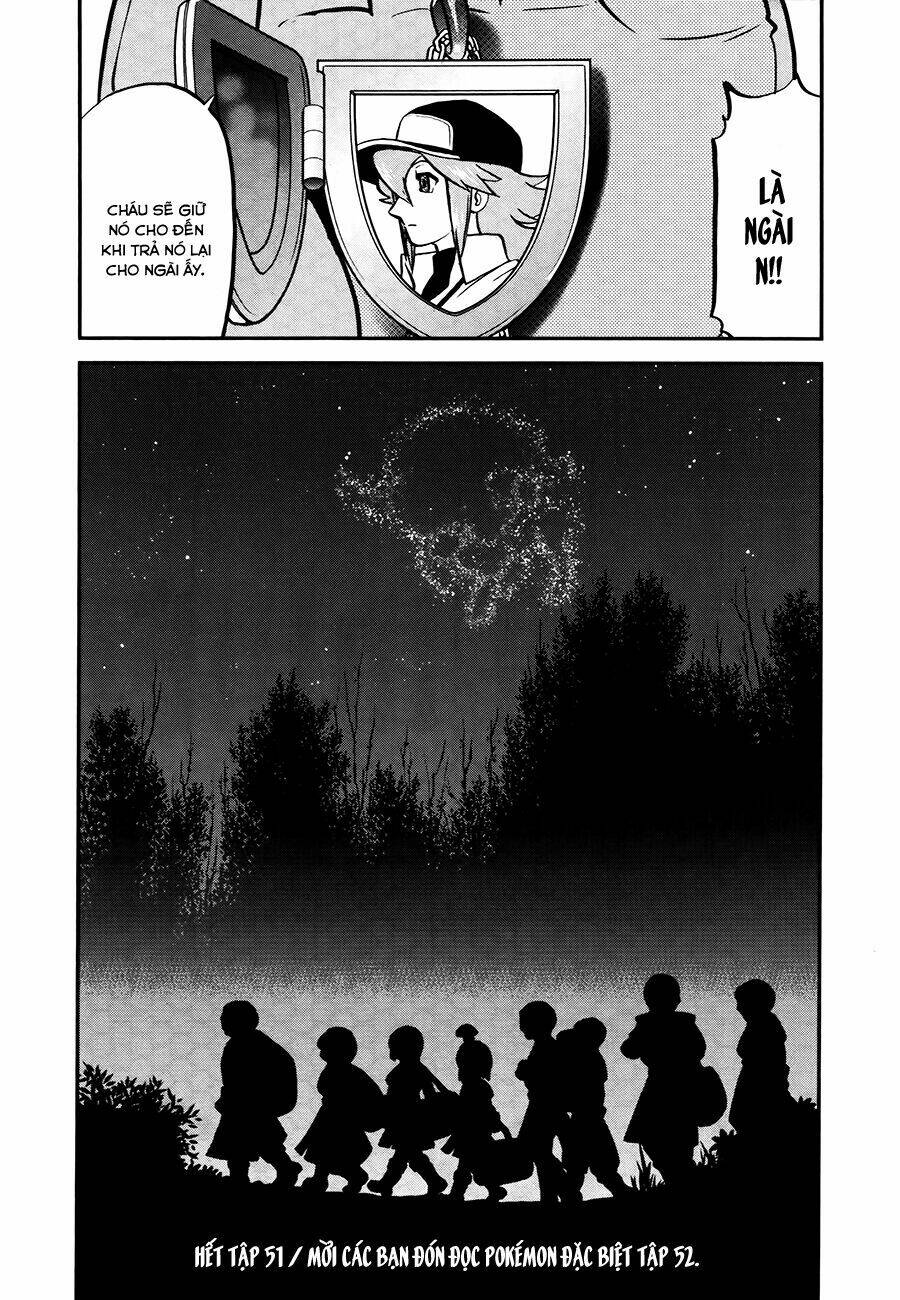 LÀ
NGÀI
N!!
CHÁU SẼ GIỮ
NÓ CHO ĐẾN
KHI TRẢ NÓ LẠI
CHO NGÀI ẤY.
HẾT TẬP 51 / MỜI CÁC BẠN ĐÓN ĐỌC POKÉMON ĐẶC BIỆT TẬP 52.